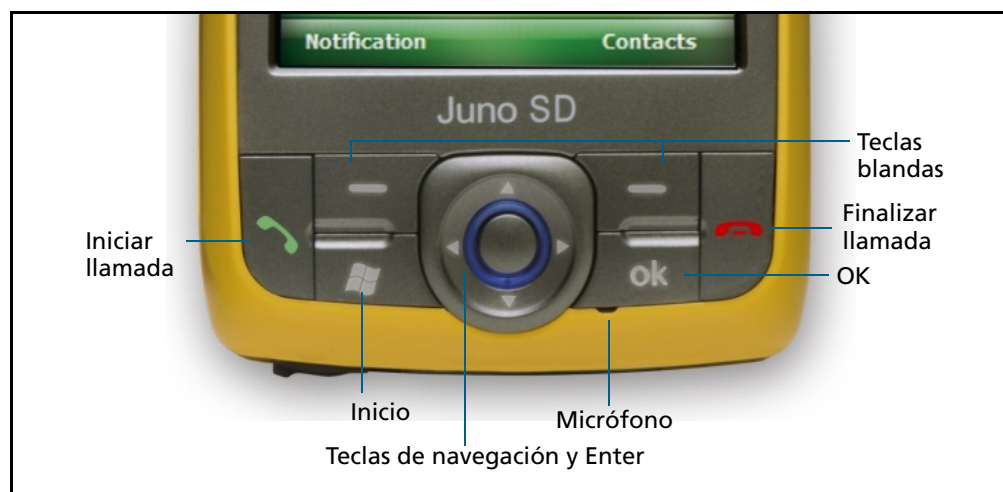 Notification Contacts
Juno SD
Teclas
blandas
Iniciar
llamada
Finalizar
llamada
ok
OK
Inicio
Micrófono
Teclas de navegación y Enter